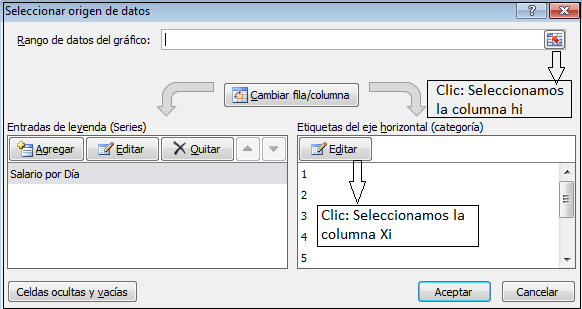 Seleccionar origen de datos
Rango de datos del gráfico:
Clic: Seleccionamos
la columna hi
Cambiar fila/columna
Entradas de leyenda (Series)
Etiquetas del eje horizontal (categoría)
Agregar
Editar
Quitar
Editar
Salario por Día
1
2
3
4
5
Clic: Seleccionamos la
columna Xi
Celdas ocultas y vacías
Aceptar
Cancelar